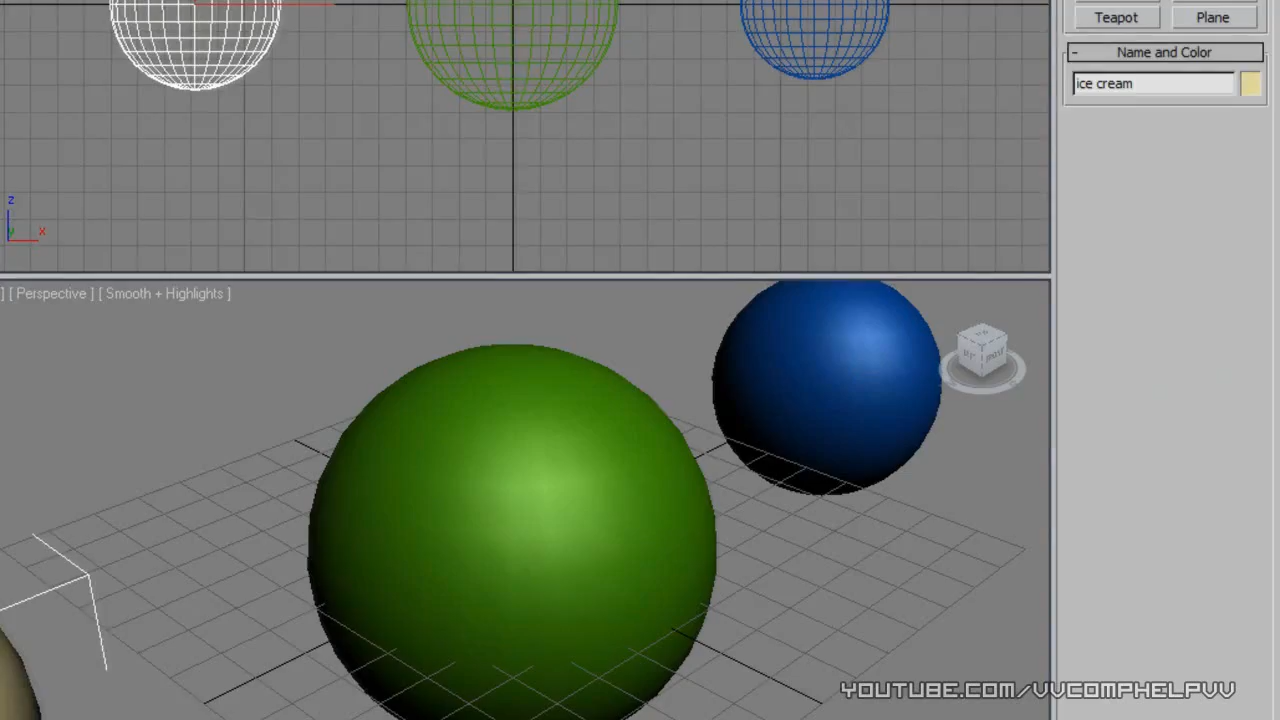 Teapot Plane
- Name and Color
ice cream
z
y x
] [ Perspective ] [ Smooth + Highlights ]
YOUTUBE.COM/VVCOMPHELPVV